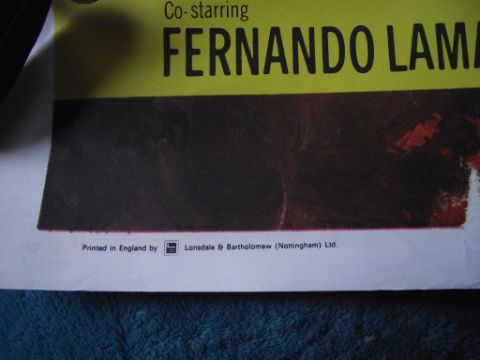 Co-starring
FERNANDO LAMA
Printed in England by Lonsdale & Bartholomew (Nottingham) Ltd.